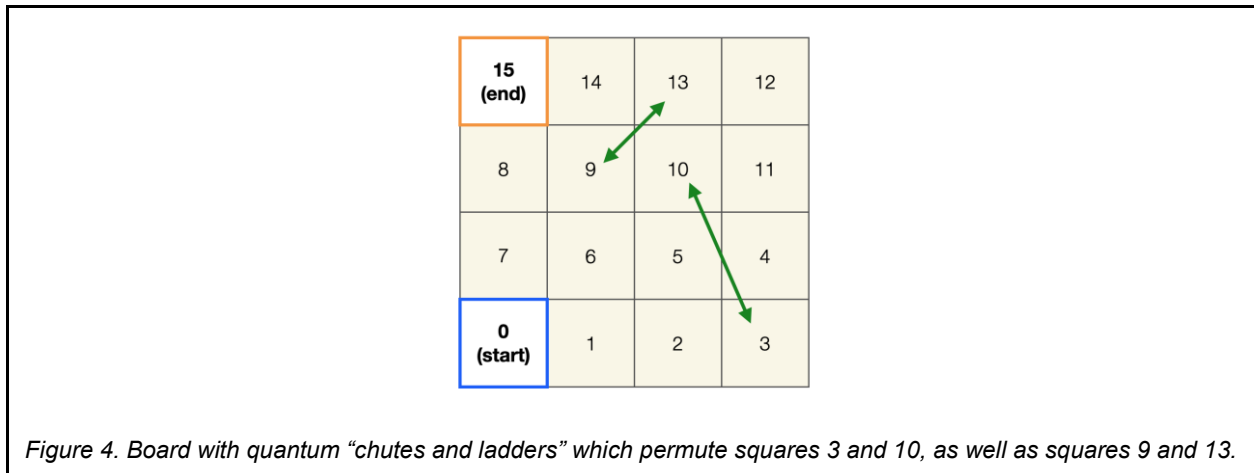 15 (end) 14 13 12
8 9 10 11
7 6 5 4
0 (start) 1 2 3
Figure 4. Board with quantum “chutes and ladders” which permute squares 3 and 10, as well as squares 9 and 13.